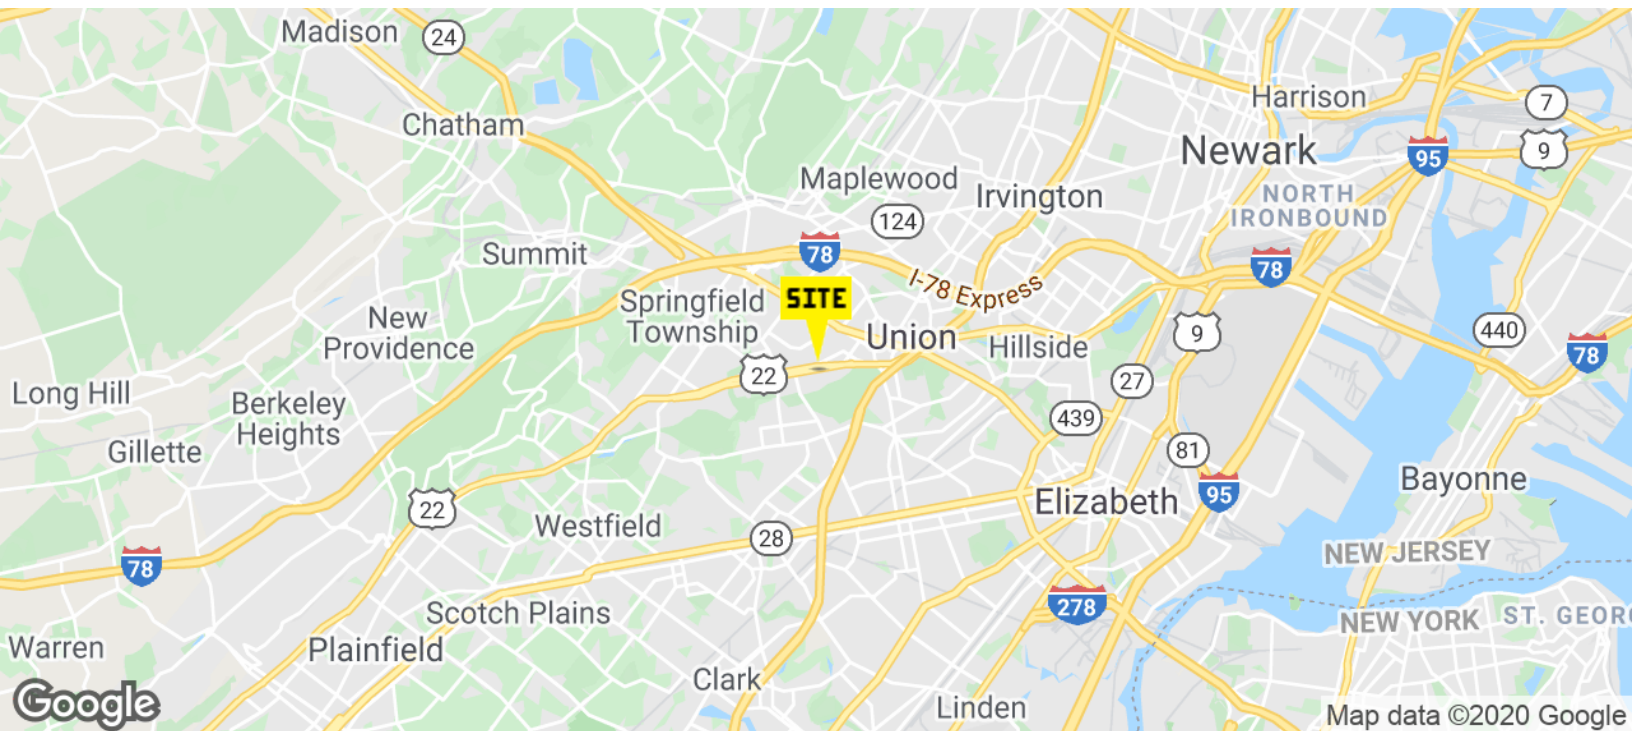 Madison
24
Chatham
Harrison
7
Newark
95
9
Maplewood
Irvington
NORTH
IRONBOUND
124
Summit
78
I-78 Express
78
SITE
Springfield
Township
New
Providence
Union
Hillside
9
440
78
22
27
Long Hill
Berkeley
Heights
439
Gillette
81
Bayonne
22
95
Elizabeth
Westfield
28
NEW JERSEY
78
278
Scotch Plains
NEW YORK
ST. GEORG
Warren
Plainfield
Clark
Google
Linden
Map data ©2020 Google